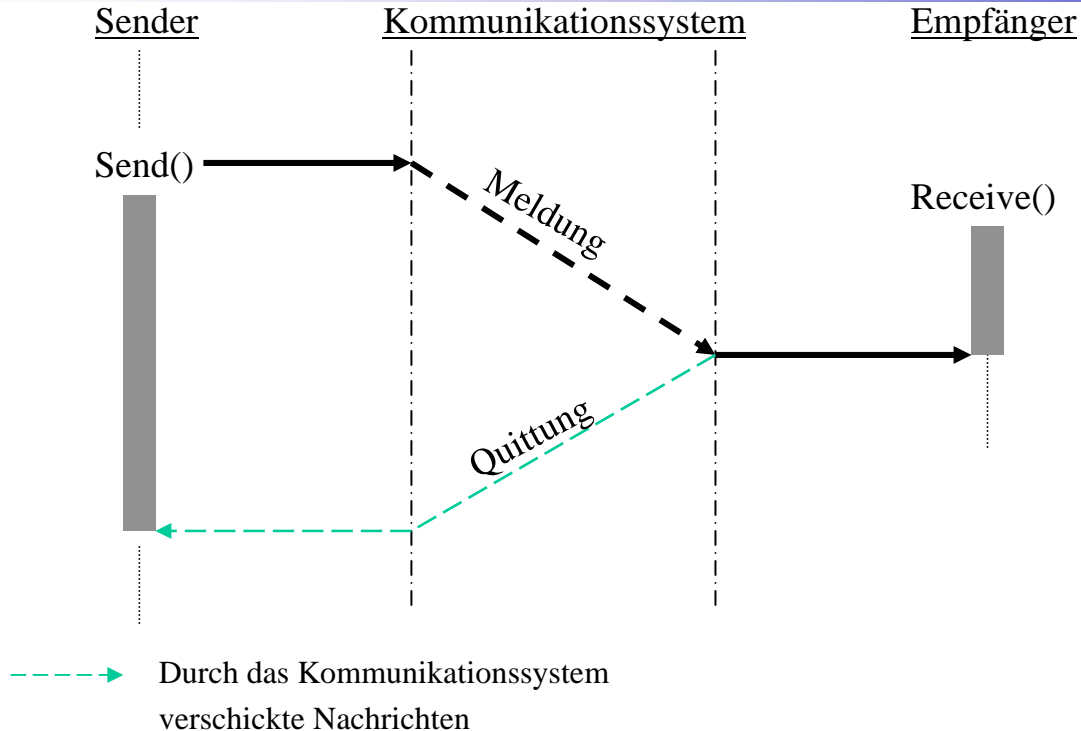 Sender
Kommunikationssystem
Empfänger
Send()
Meldung
Receive()
Quittung
Durch das Kommunikationssystem
verschickte Nachrichten